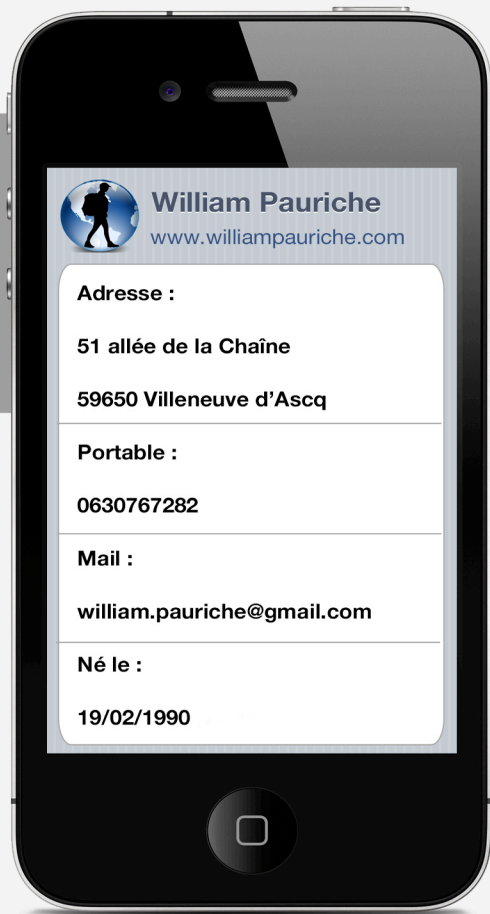 William Pauriche
www.williampauriche.com
Adresse :
51 allée de la Chaîne
59650 Villeneuve d'Ascq
Portable :
0630767282
Mail :
william.pauriche@gmail.com
Né le :
19/02/1990